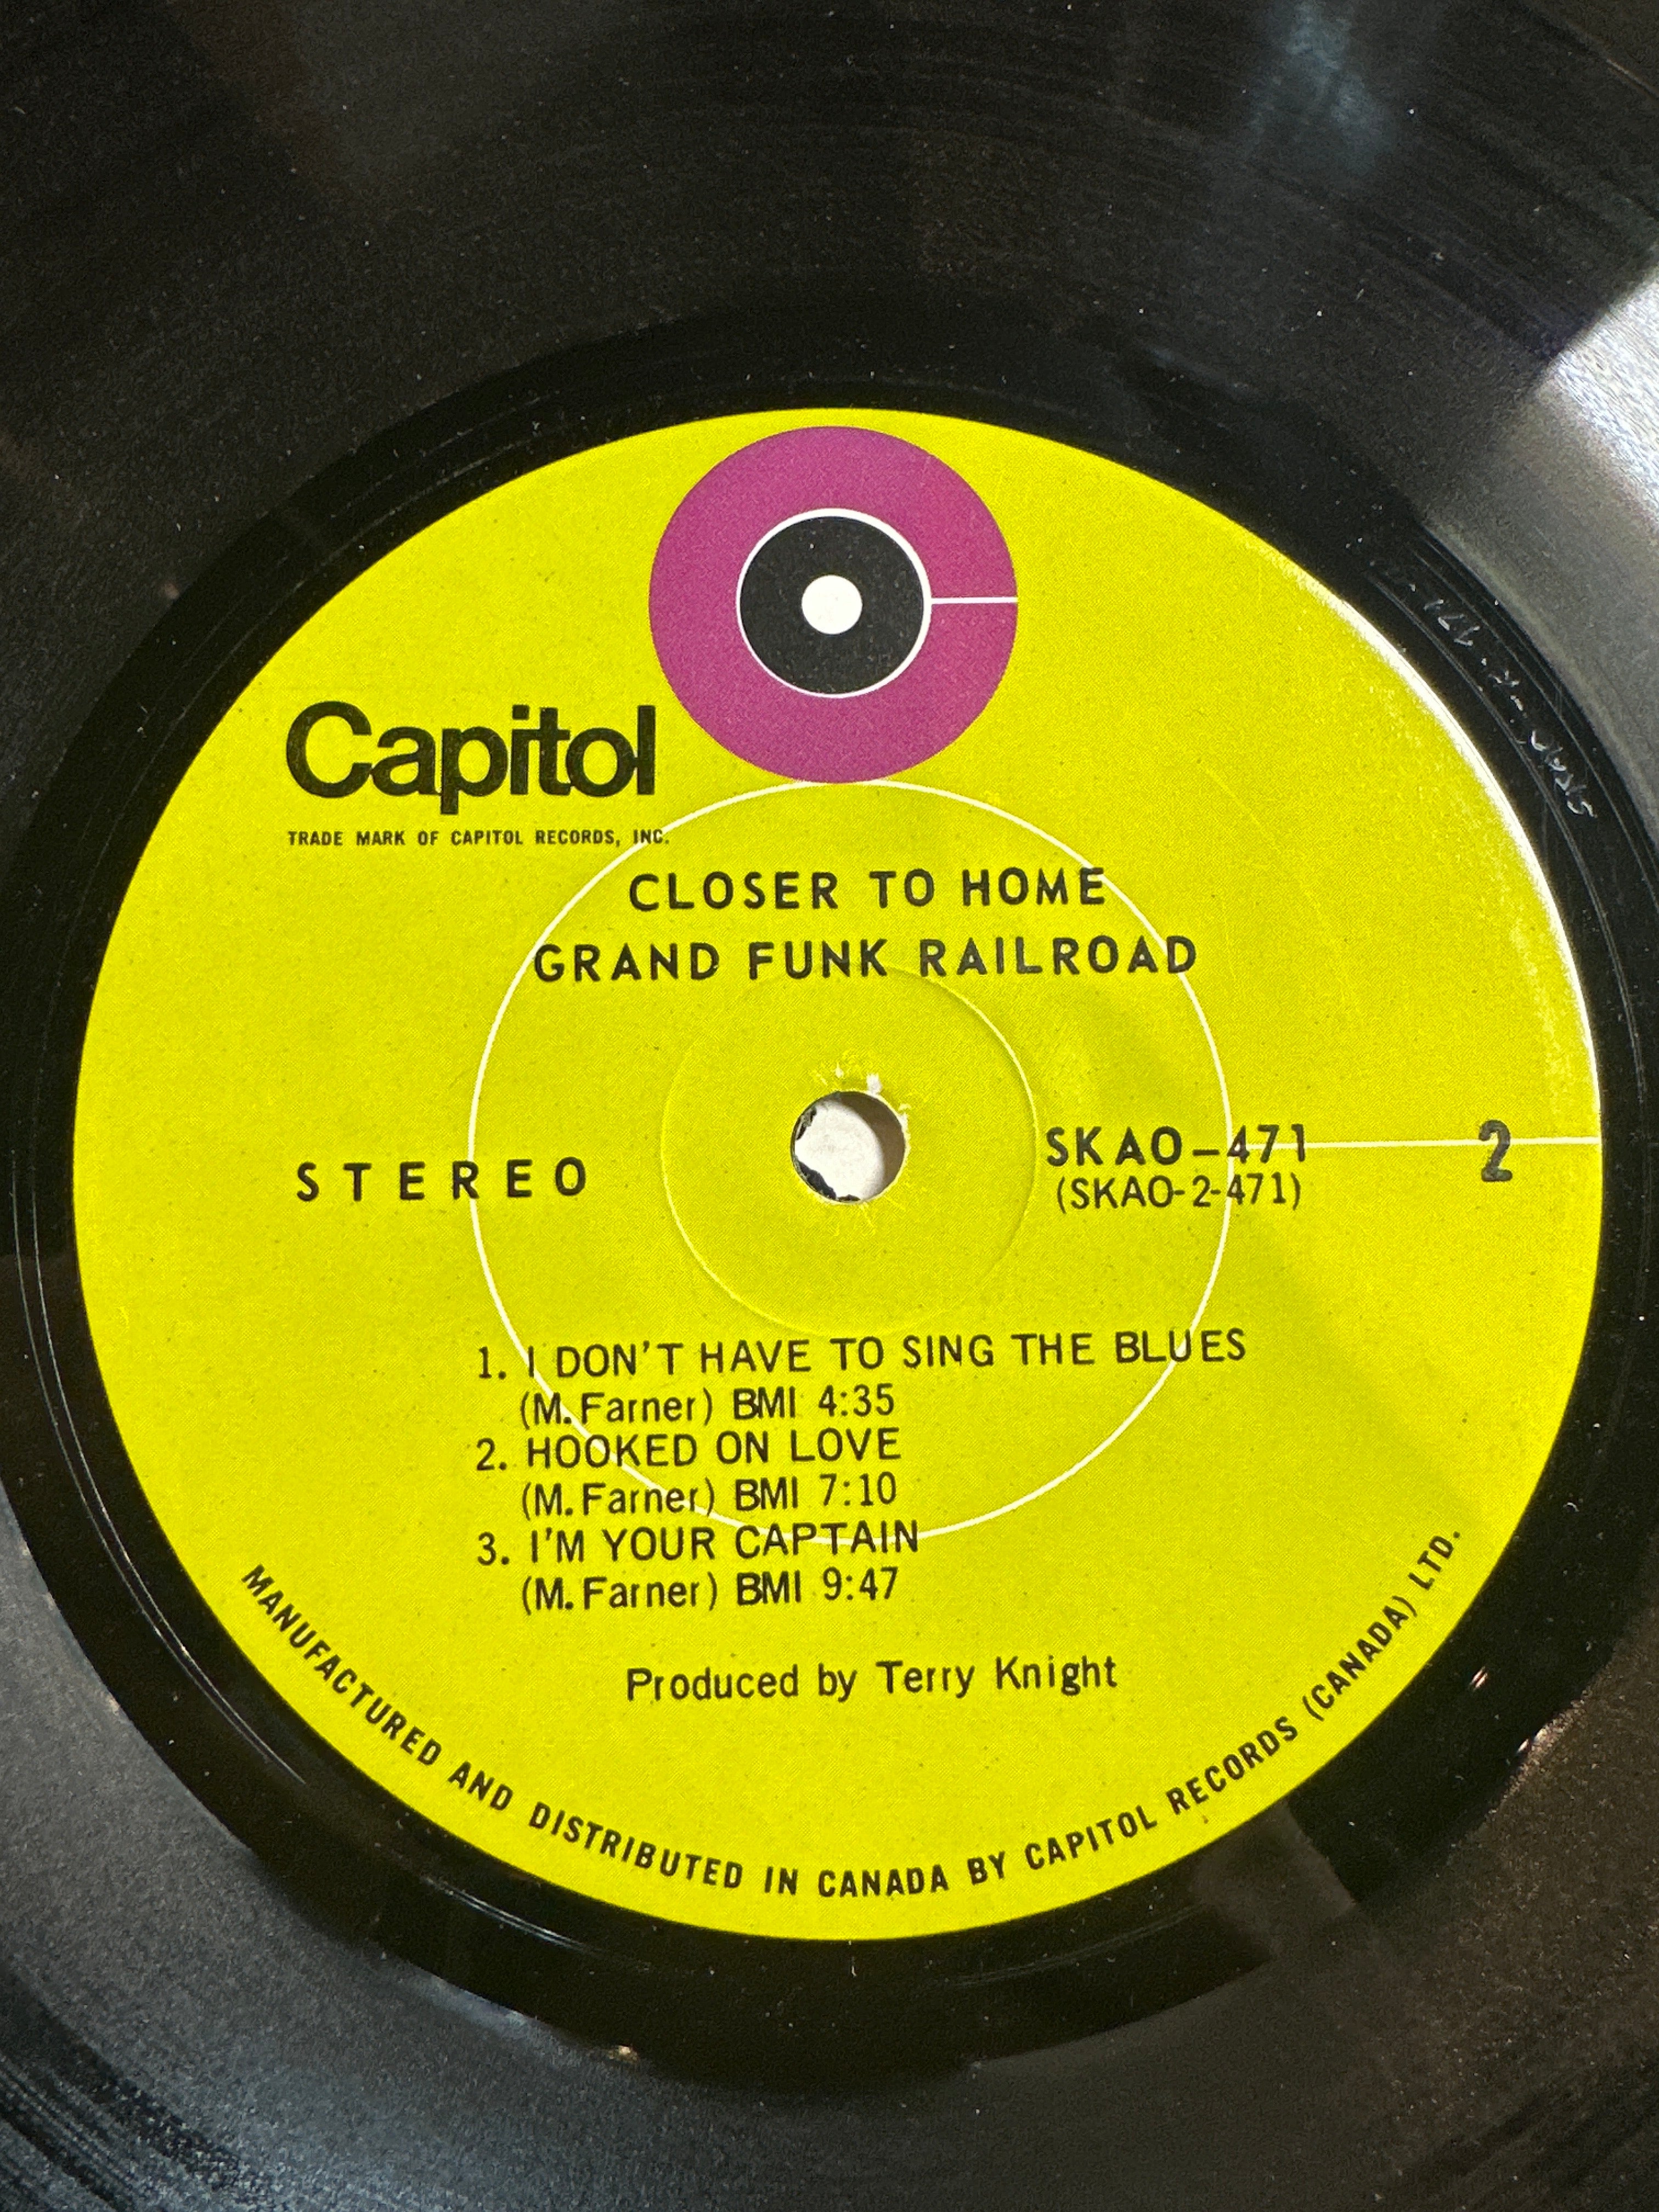 Capitol
TRADE MARK OF CAPITOL RECORDS, INC.
CLOSER TO HOME
GRAND FUNK RAILROAD
STEREO
SKAO-471
(SKAO-2-471)
2
1. I DON'T HAVE TO SING THE BLUES
(M. Farner) BMI 4:35
2. HOOKED ON LOVE
(M. Farner) BMI 7:10
3. I'M YOUR CAPTAIN
(M. Farner) BMI 9:47
Produced by Terry Knight
MANUFACTURED AND DISTRIBUTED IN CANADA BY CAPITOL RECORDS (CANADA) LTD.